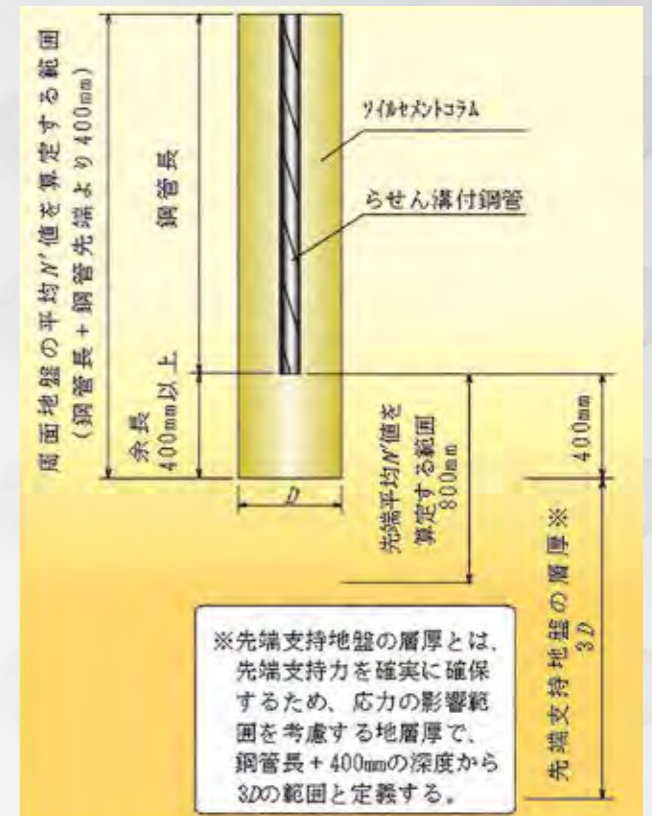 周面地盤の平均N'値を算定する範囲
(鋼管長+鋼管先端より400mm)
鋼管長
余長
400mm以上
ソイルセメントコラム
らせん溝付鋼管
D
先端平均N'値を
算定する範囲
800mm
400mm
先端支持地盤の層厚※
3D
※先端支持地盤の層厚とは、
先端支持力を確実に確保
するため、応力の影響範
囲を考慮する地層厚で、
鋼管長+400mmの深度から
3Dの範囲と定義する。